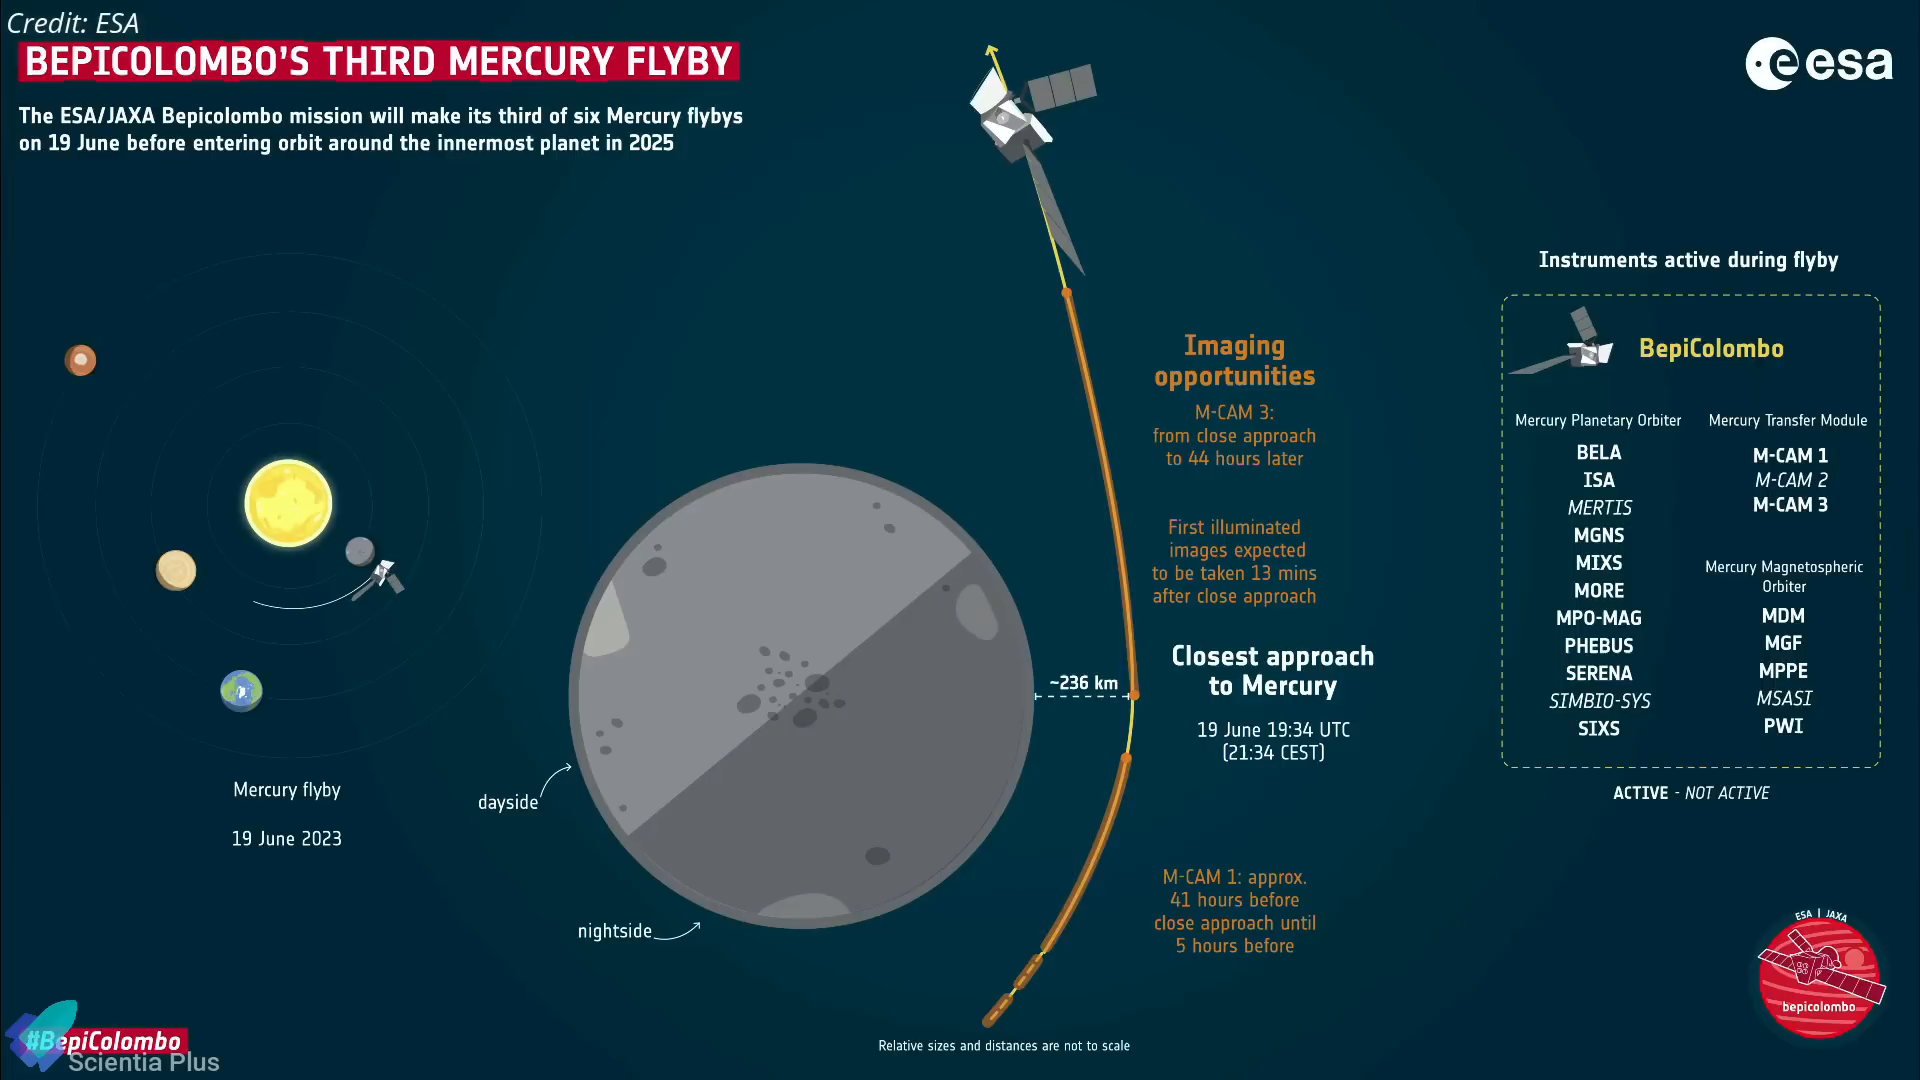 Credit: ESA
BEPICOLOMBO'S THIRD MERCURY FLYBY
The ESA/JAXA Bepicolombo mission will make its third of six Mercury flybys
on 19 June before entering orbit around the innermost planet in 2025
esa
Mercury flyby
19 June 2023
dayside
nightside
Imaging
opportunities
M-CAM 3:
from close approach
to 44 hours later
First illuminated
images expected
to be taken 13 mins
after close approach
~236 km
Closest approach
to Mercury
19 June 19:34 UTC
(21:34 CEST)
M-CAM 1: approx.
41 hours before
close approach until
5 hours before
Relative sizes and distances are not to scale
Instruments active during flyby
BepiColombo
Mercury Planetary Orbiter
BELA
ISA
MERTIS
MGNS
MIXS
MORE
MPO-MAG
PHEBUS
SERENA
SIMBIO-SYS
SIXS
Mercury Transfer Module
M-CAM 1
M-CAM 2
M-CAM 3
Mercury Magnetospheric
Orbiter
MDM
MGF
MPPE
MSASI
PWI
ACTIVE - NOT ACTIVE
ESA | JAXA
bepicolombo
#BepiColombo
Scientia Plus